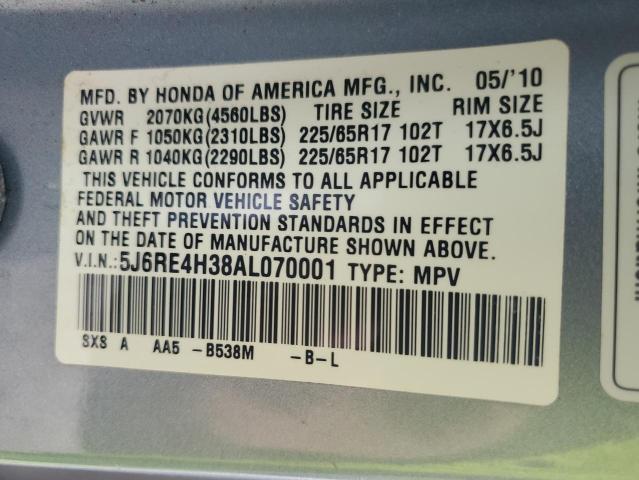 MFD. BY HONDA OF AMERICA MFG., INC. 05/'10
GVWR 2070KG(4560LBS) TIRE SIZE RIM SIZE
GAWR F 1050KG(2310LBS) 225/65R17 102T 17X6.5J
GAWR R 1040KG(2290LBS) 225/65R17 102T 17X6.5J
THIS VEHICLE CONFORMS TO ALL APPLICABLE
FEDERAL MOTOR VEHICLE SAFETY
AND THEFT PREVENTION STANDARDS IN EFFECT
ON THE DATE OF MANUFACTURE SHOWN ABOVE.
V.I.N.:5J6RE4H38AL070001 TYPE: MPV
SXS A AA5 -B538M -B-L